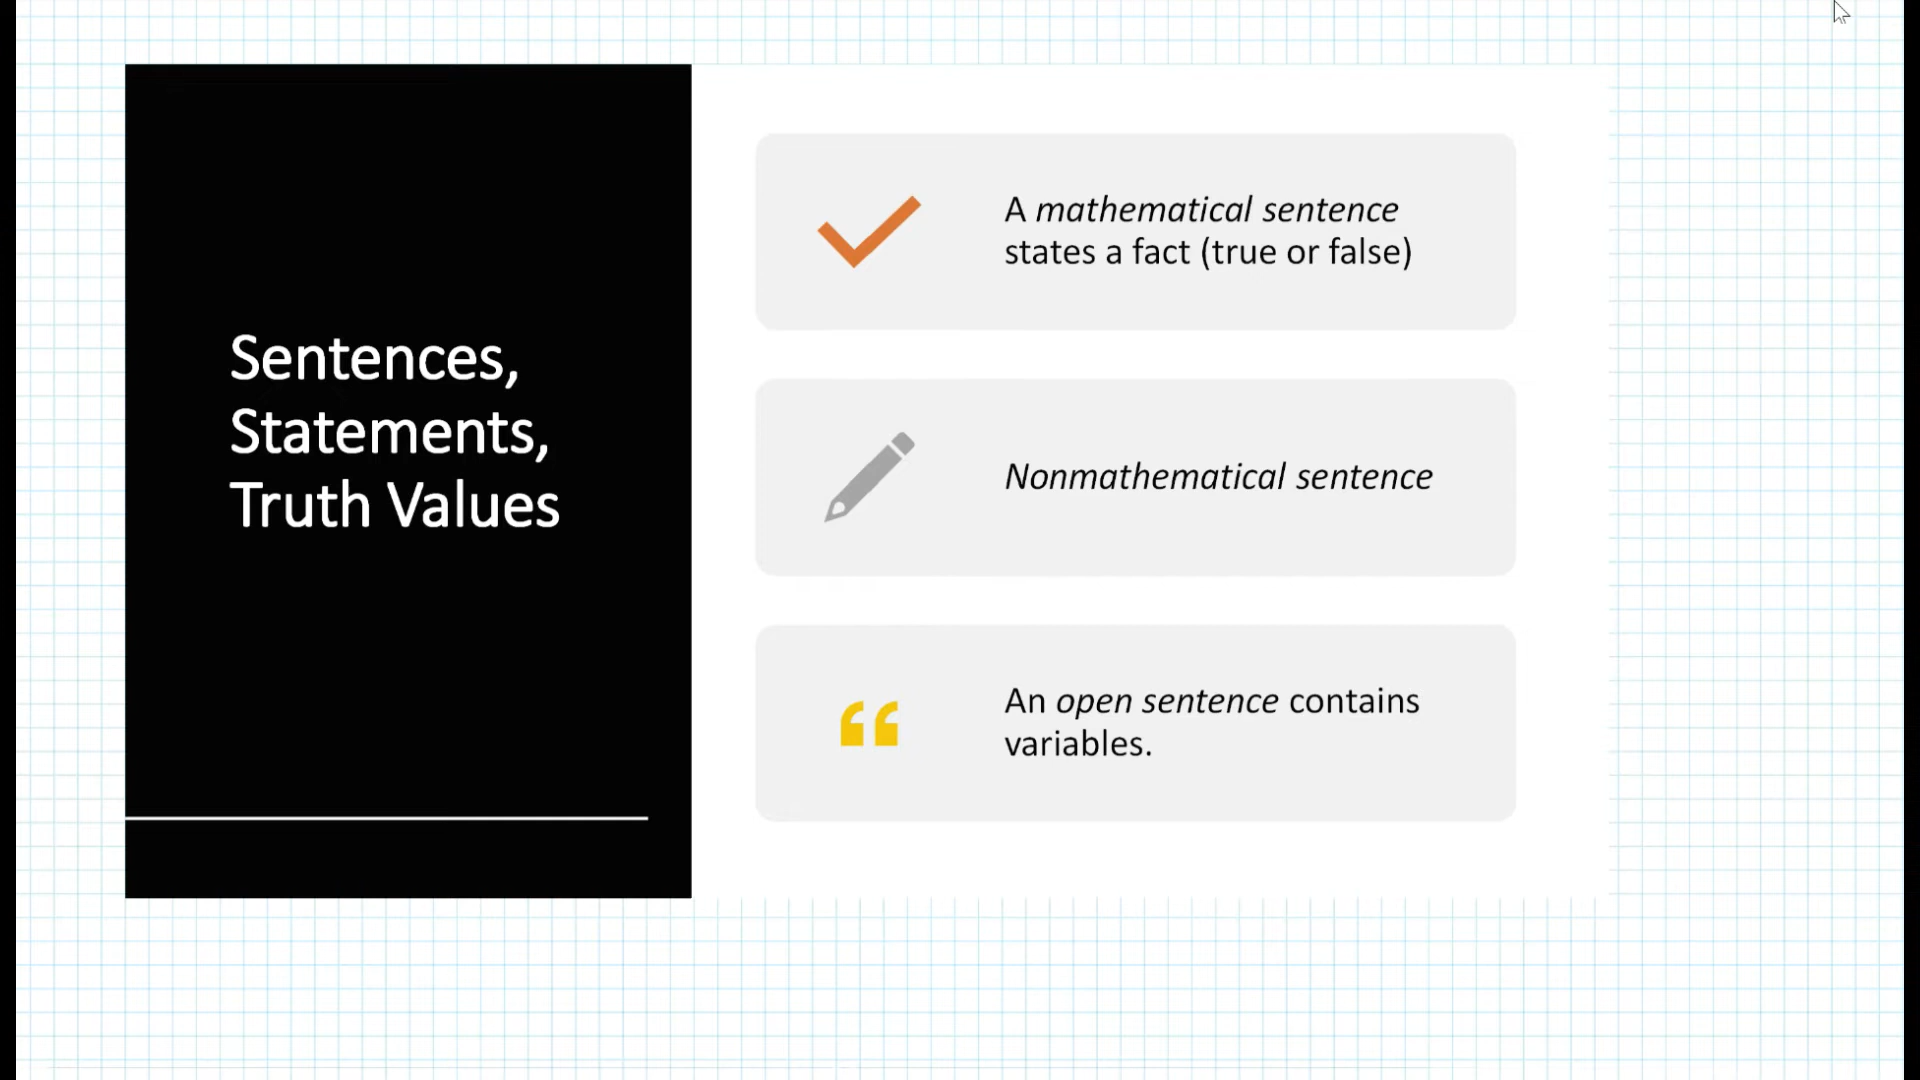 Sentences,
Statements,
Truth Values
A mathematical sentence
states a fact (true or false)
Nonmathematical sentence
An open sentence contains
variables.